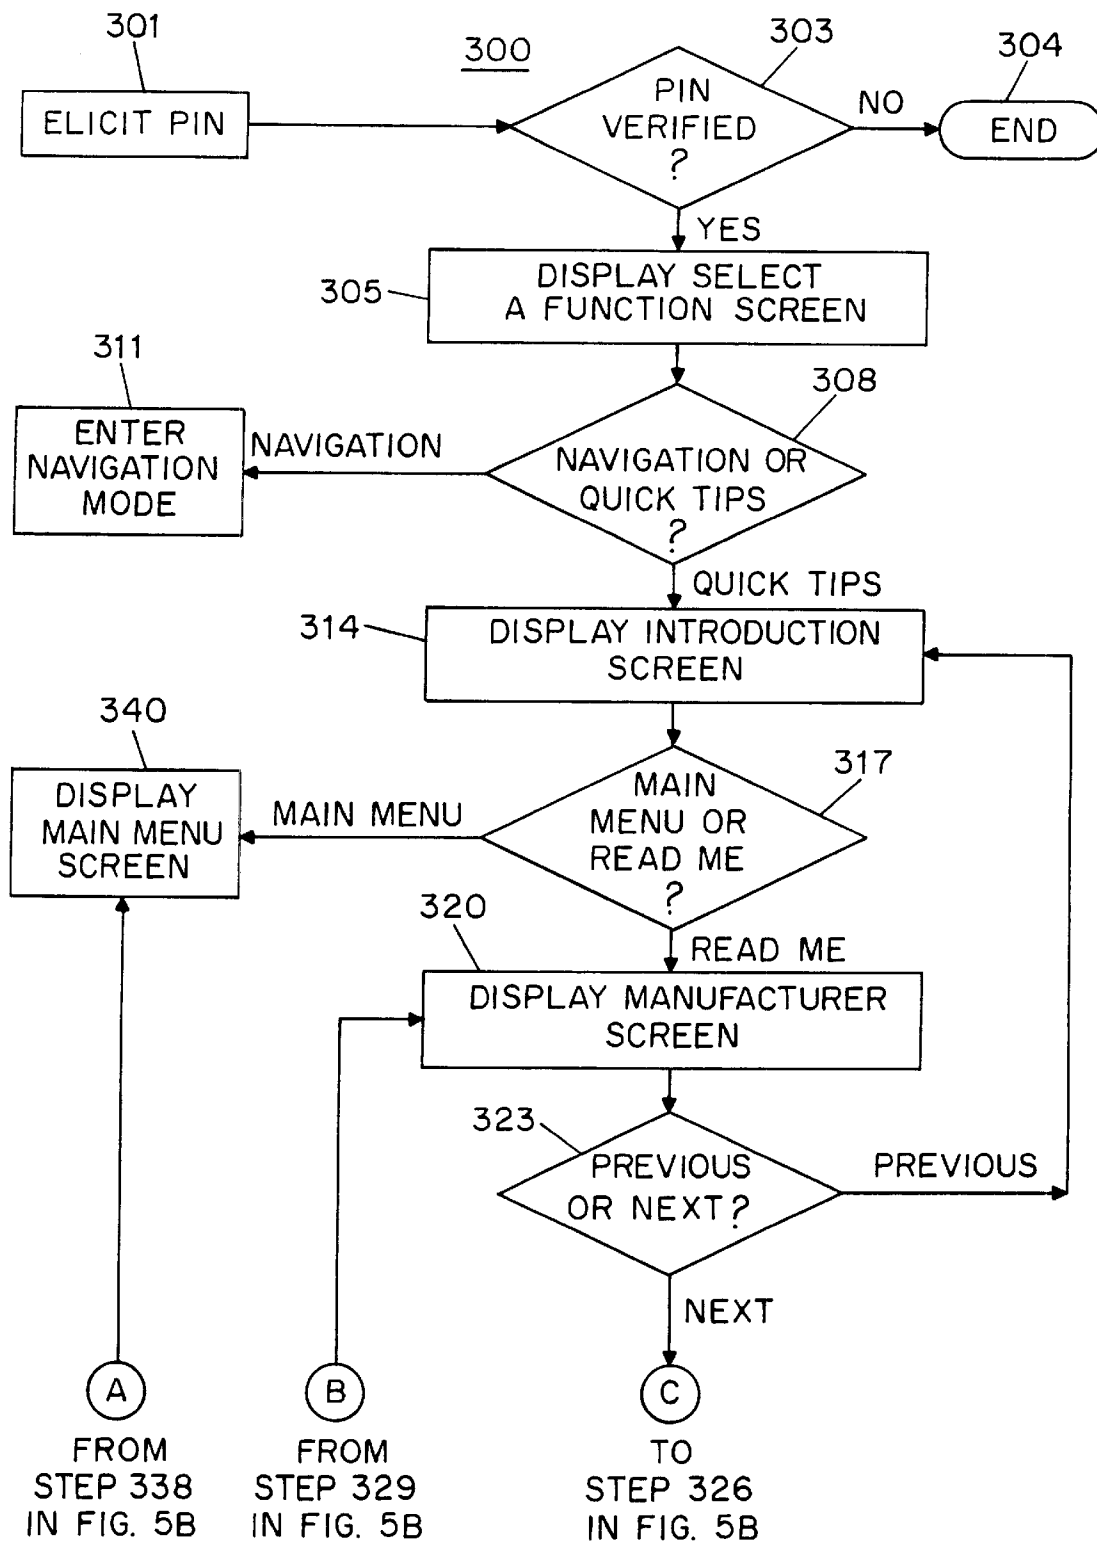 301
300
303
304
ELICIT PIN
PIN
VERIFIED
?
NO
END
YES
305
DISPLAY SELECT
A FUNCTION SCREEN
311
308
ENTER
NAVIGATION
MODE
NAVIGATION
NAVIGATION OR
QUICK TIPS
?
QUICK TIPS
314
DISPLAY INTRODUCTION
SCREEN
340
317
DISPLAY
MAIN MENU
SCREEN
MAIN MENU
MAIN
MENU OR
READ ME
?
320
READ ME
DISPLAY MANUFACTURER
SCREEN
323
PREVIOUS
OR NEXT?
PREVIOUS
NEXT
A
B
C
FROM
STEP 338
IN FIG. 5B
FROM
STEP 329
IN FIG. 5B
TO
STEP 326
IN FIG. 5B